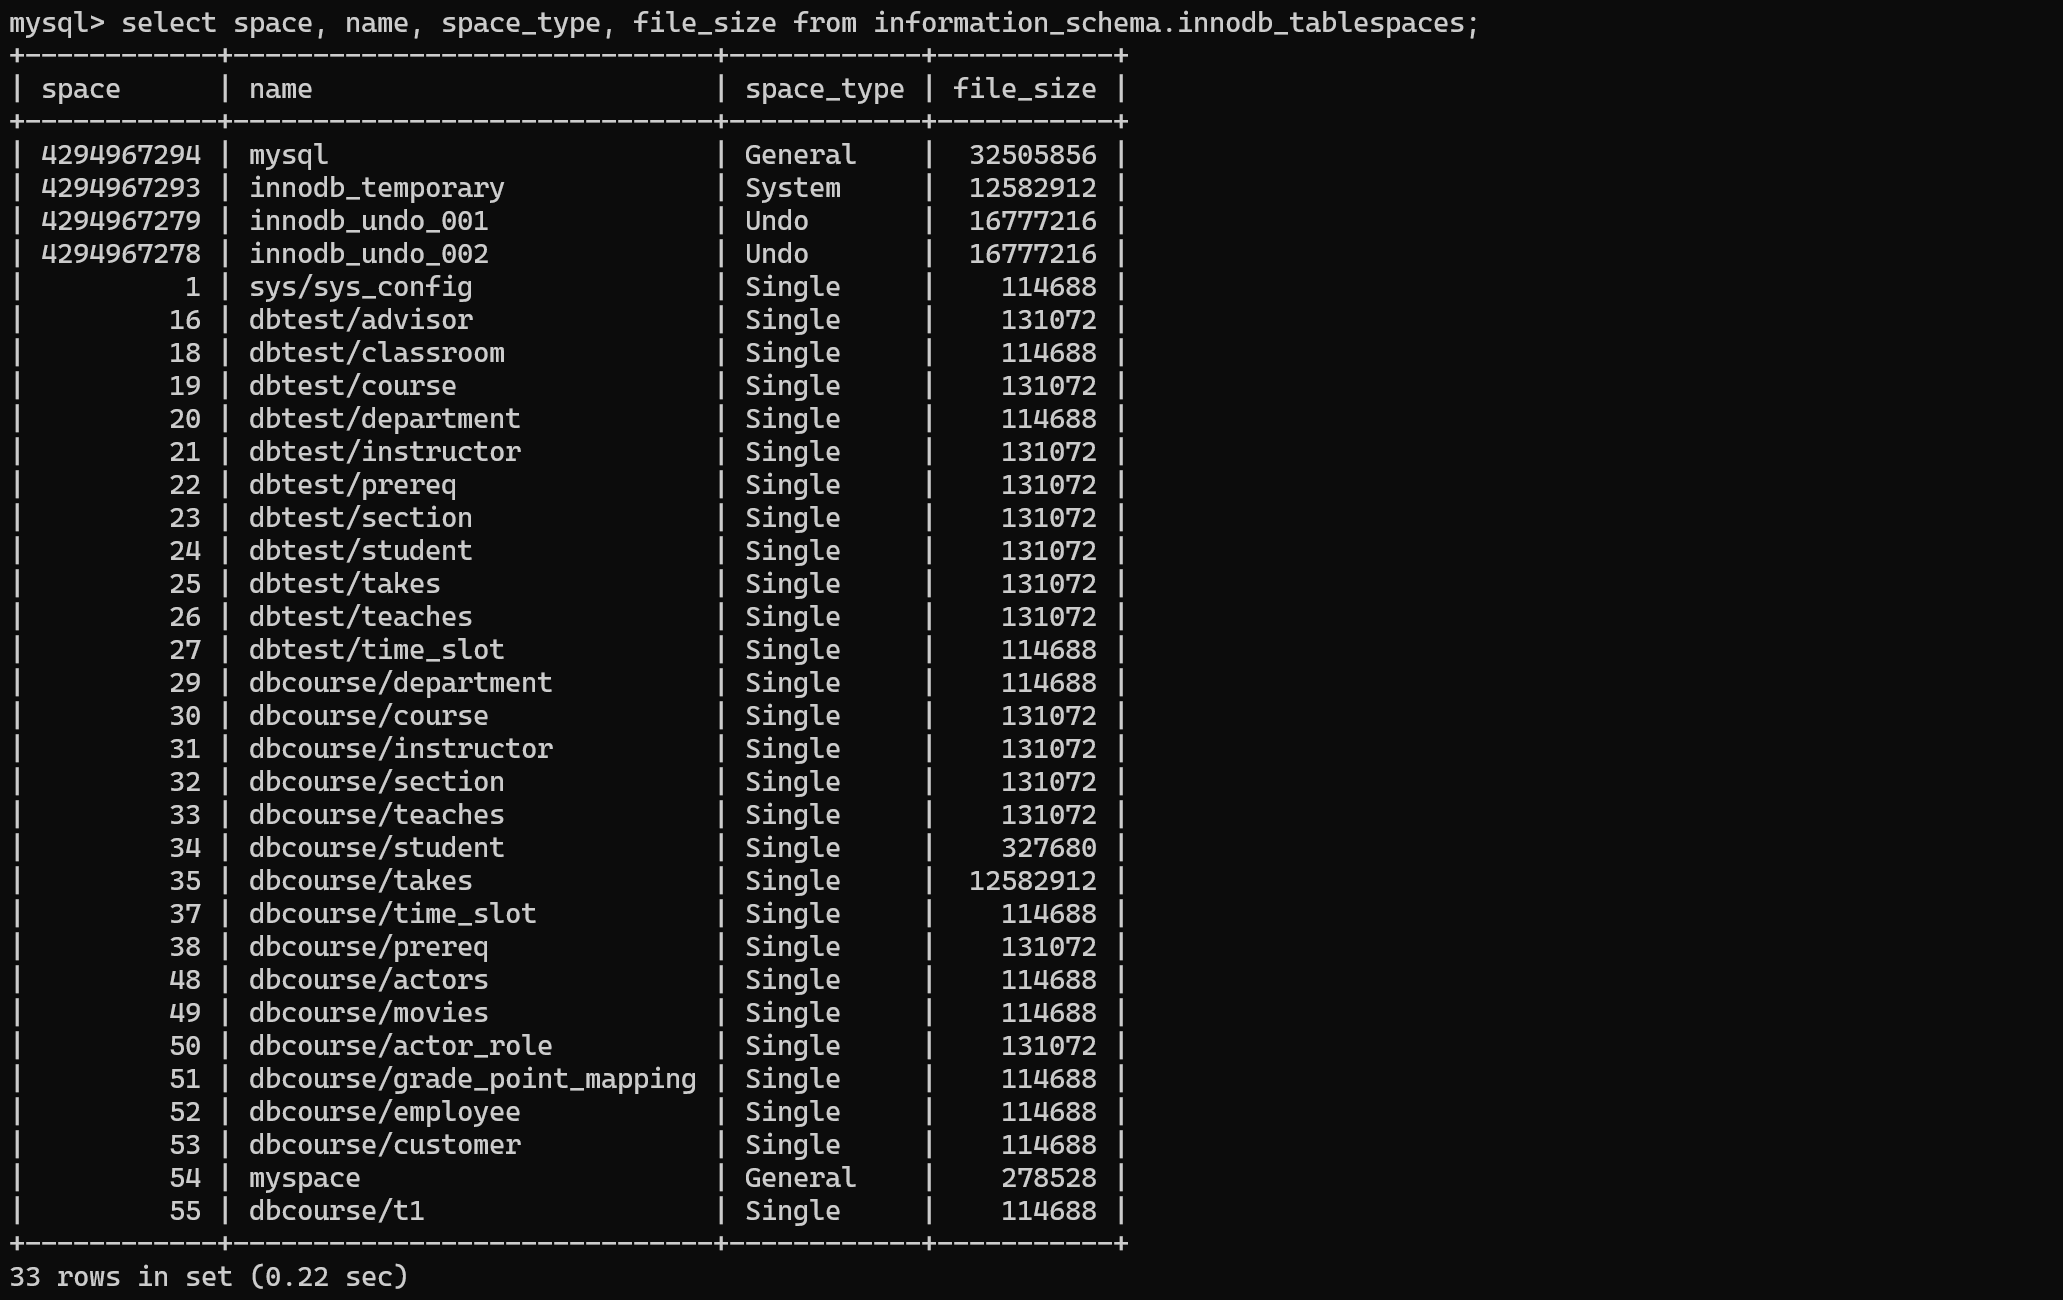 mysql> select space, name, space_type, file_size from information_schema.innodb_tablespaces;
+------------+------------------------------+------------+-----------+
| space      | name                         | space_type | file_size |
+------------+------------------------------+------------+-----------+
| 4294967294 | mysql                        | General    |  32505856 |
| 4294967293 | innodb_temporary             | System     |  12582912 |
| 4294967279 | innodb_undo_001              | Undo       |  16777216 |
| 4294967278 | innodb_undo_002              | Undo       |  16777216 |
|          1 | sys/sys_config               | Single     |    114688 |
|         16 | dbtest/advisor               | Single     |    131072 |
|         18 | dbtest/classroom             | Single     |    114688 |
|         19 | dbtest/course                | Single     |    131072 |
|         20 | dbtest/department            | Single     |    114688 |
|         21 | dbtest/instructor            | Single     |    131072 |
|         22 | dbtest/prereq                | Single     |    131072 |
|         23 | dbtest/section               | Single     |    131072 |
|         24 | dbtest/student               | Single     |    131072 |
|         25 | dbtest/takes                 | Single     |    131072 |
|         26 | dbtest/teaches               | Single     |    131072 |
|         27 | dbtest/time_slot             | Single     |    114688 |
|         29 | dbcourse/department          | Single     |    114688 |
|         30 | dbcourse/course              | Single     |    131072 |
|         31 | dbcourse/instructor          | Single     |    131072 |
|         32 | dbcourse/section             | Single     |    131072 |
|         33 | dbcourse/teaches             | Single     |    131072 |
|         34 | dbcourse/student             | Single     |    327680 |
|         35 | dbcourse/takes               | Single     |  12582912 |
|         37 | dbcourse/time_slot           | Single     |    114688 |
|         38 | dbcourse/prereq              | Single     |    131072 |
|         48 | dbcourse/actors              | Single     |    114688 |
|         49 | dbcourse/movies              | Single     |    114688 |
|         50 | dbcourse/actor_role          | Single     |    131072 |
|         51 | dbcourse/grade_point_mapping | Single     |    114688 |
|         52 | dbcourse/employee            | Single     |    114688 |
|         53 | dbcourse/customer            | Single     |    114688 |
|         54 | myspace                      | General    |    278528 |
|         55 | dbcourse/t1                  | Single     |    114688 |
+------------+------------------------------+------------+-----------+
33 rows in set (0.22 sec)